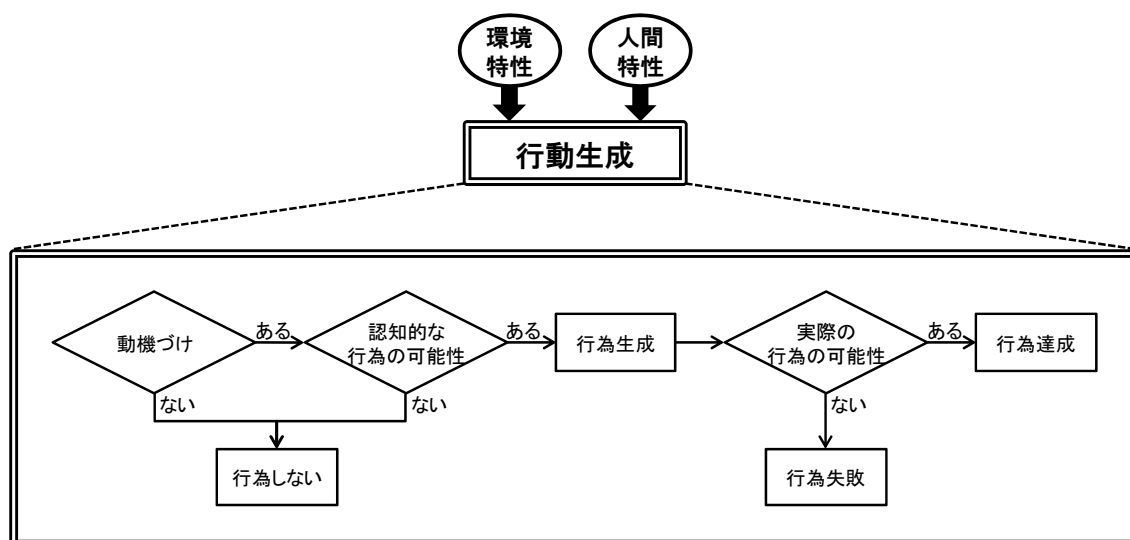 環境
特性
人間
特性
行動生成
動機づけ
ある
認知的な
行為の可能性
ある
行為生成
実際の
行為の可能性
ある
行為達成
ない
ない
ない
行為しない
行為失敗